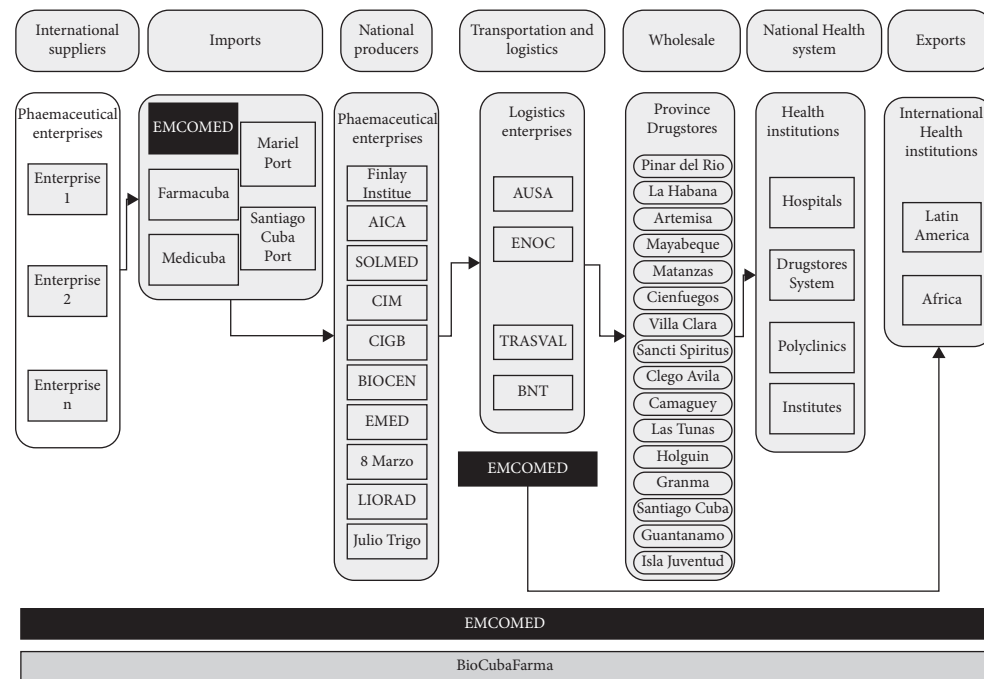 International
suppliers
Imports
National
producers
Transportation and
logistics
Wholesale
National Health
system
Exports
Phaemaceutical
enterprises
Enterprise
1
Enterprise
2
Enterprise
n
EMCOMED
Mariel
Port
Farmacuba
Santiago
Cuba
Port
Medicuba
Phaemaceutical
enterprises
Finlay
Institue
AICA
SOLMED
CIM
CIGB
BIOCEN
EMED
8 Marzo
LIORAD
Julio Trigo
Logistics
enterprises
AUSA
ENOC
TRASVAL
BNT
EMCOMED
Province
Drugstores
Pinar del Rio
La Habana
Artemisa
Mayabeque
Matanzas
Cienfuegos
Villa Clara
Sancti Spiritus
Clego Avila
Camaguey
Las Tunas
Holguin
Granma
Santiago Cuba
Guantanamo
Isla Juventud
Health
institutions
Hospitals
Drugstores
System
Polyclinics
Institutes
International
Health
institutions
Latin
America
Africa
EMCOMED
BioCubaFarma